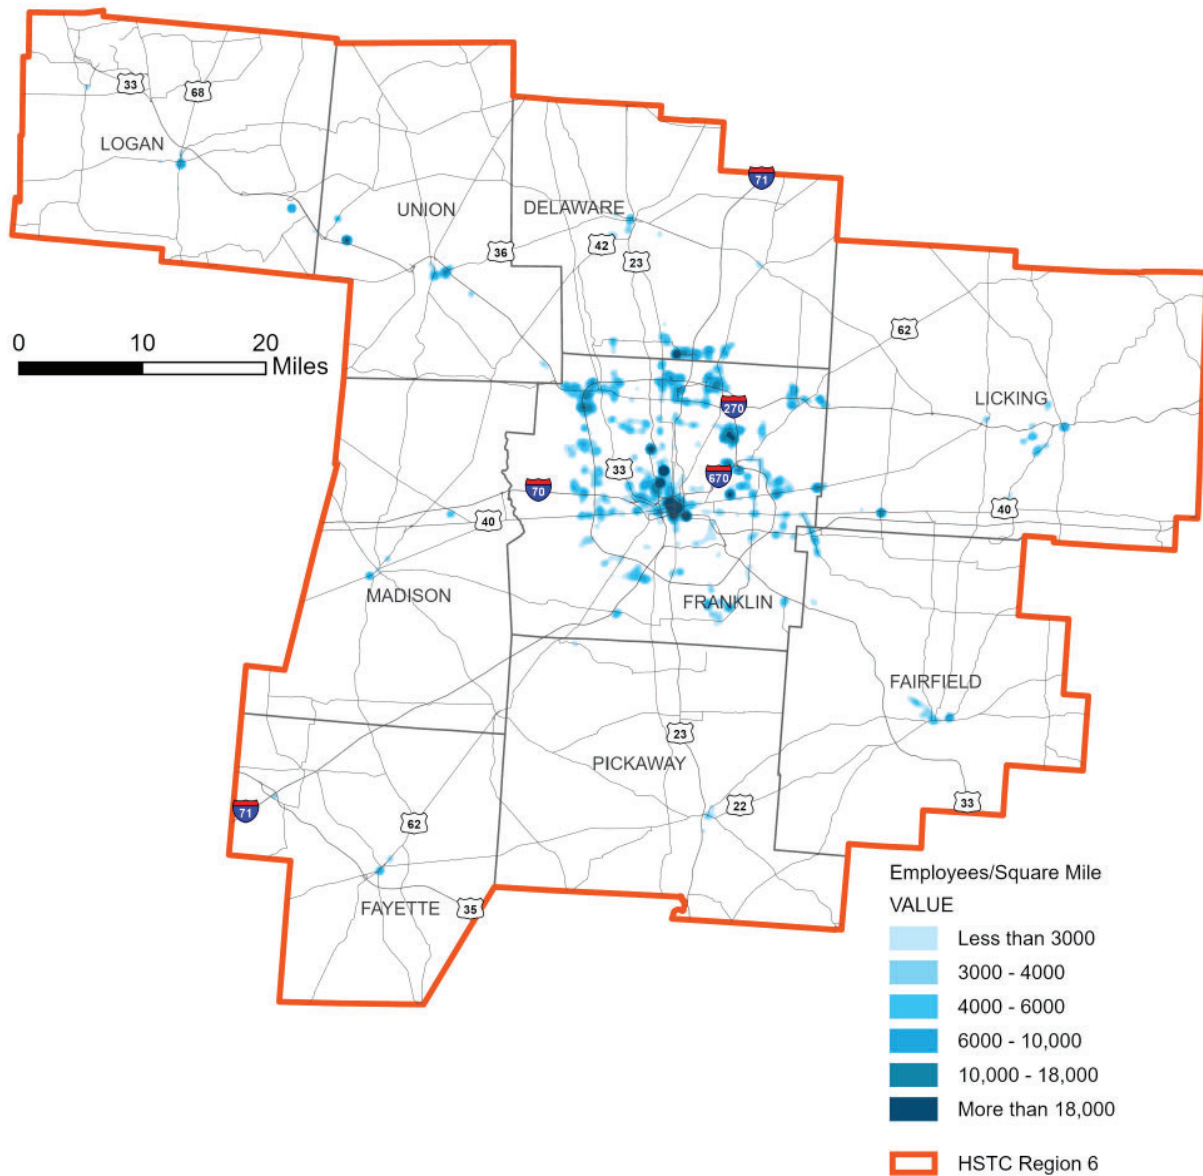 33
68
LOGAN
71
UNION
DELAWARE
36
42
23
62
0 10 20
Miles
LICKING
270
33
670
70
40
40
MADISON
FRANKLIN
FAIRFIELD
23
PICKAWAY
22
33
71
62
FAYETTE
35
Employees/Square Mile
VALUE
Less than 3000
3000 - 4000
4000 - 6000
6000 - 10,000
10,000 - 18,000
More than 18,000
HSTC Region 6